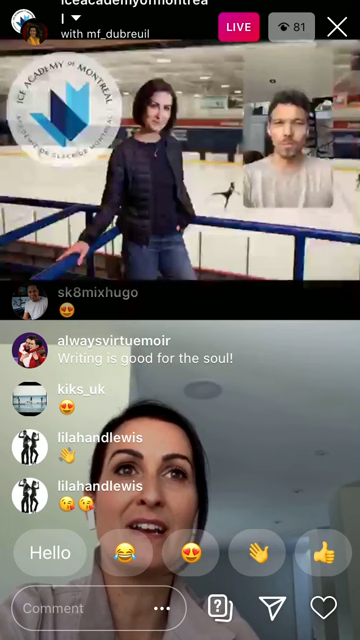 iceacademyofmontrea
l
with mf_dubreuil
LIVE
81
ICE ACADEMY OF MONTREAL
ACADÉMIE DE GLACE DE MONTRÉAL
sk8mixhugo
😍
alwaysvirtuemoir
Writing is good for the soul!
kiks_uk
😍
lilahandlewis
👋
lilahandlewis
😘😘
Hello 😂 😍 👋 👍
Comment